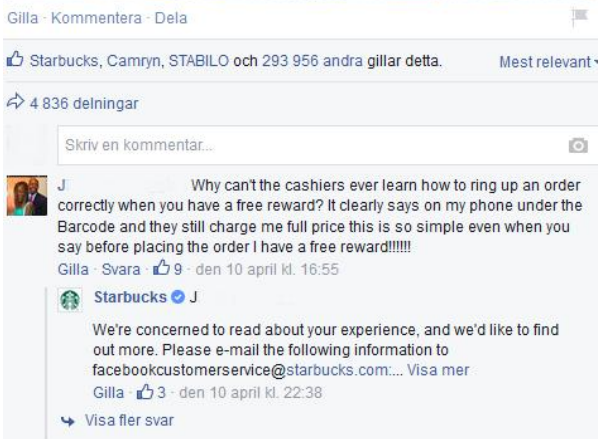 Gilla · Kommentera · Dela
Starbucks, Camryn, STABILO och 293 956 andra gillar detta. Mest relevant
4 836 delningar
Skriv en kommentar...
J Why can't the cashiers ever learn how to ring up an order
correctly when you have a free reward? It clearly says on my phone under the
Barcode and they still charge me full price this is so simple even when you
say before placing the order I have a free reward!!!!!!
Gilla · Svara · 9 · den 10 april kl. 16:55
Starbucks J
We're concerned to read about your experience, and we'd like to find
out more. Please e-mail the following information to
facebookcustomerservice@starbucks.com:... Visa mer
Gilla · 3 · den 10 april kl. 22:38
Visa fler svar